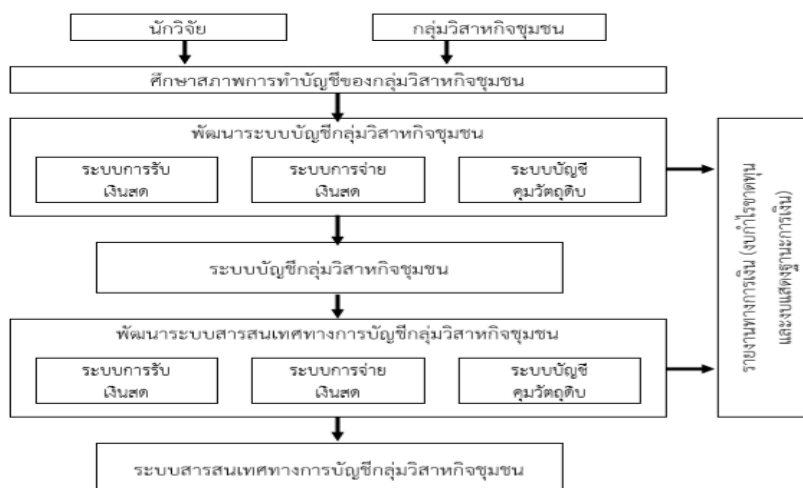 นักวิจัย
กลุ่มวิสาหกิจชุมชน
ศึกษาสภาพการทำบัญชีของกลุ่มวิสาหกิจชุมชน
พัฒนาระบบบัญชีกลุ่มวิสาหกิจชุมชน
ระบบการรับ
เงินสด
ระบบการจ่าย
เงินสด
ระบบบัญชี
คุมวัตถุดิบ
ระบบบัญชีกลุ่มวิสาหกิจชุมชน
พัฒนาระบบสารสนเทศทางการบัญชีกลุ่มวิสาหกิจชุมชน
ระบบการรับ
เงินสด
ระบบการจ่าย
เงินสด
ระบบบัญชี
คุมวัตถุดิบ
ระบบสารสนเทศทางการบัญชีกลุ่มวิสาหกิจชุมชน
รายงานทางการเงิน (งบกำไรขาดทุน
และงบแสดงฐานะการเงิน)